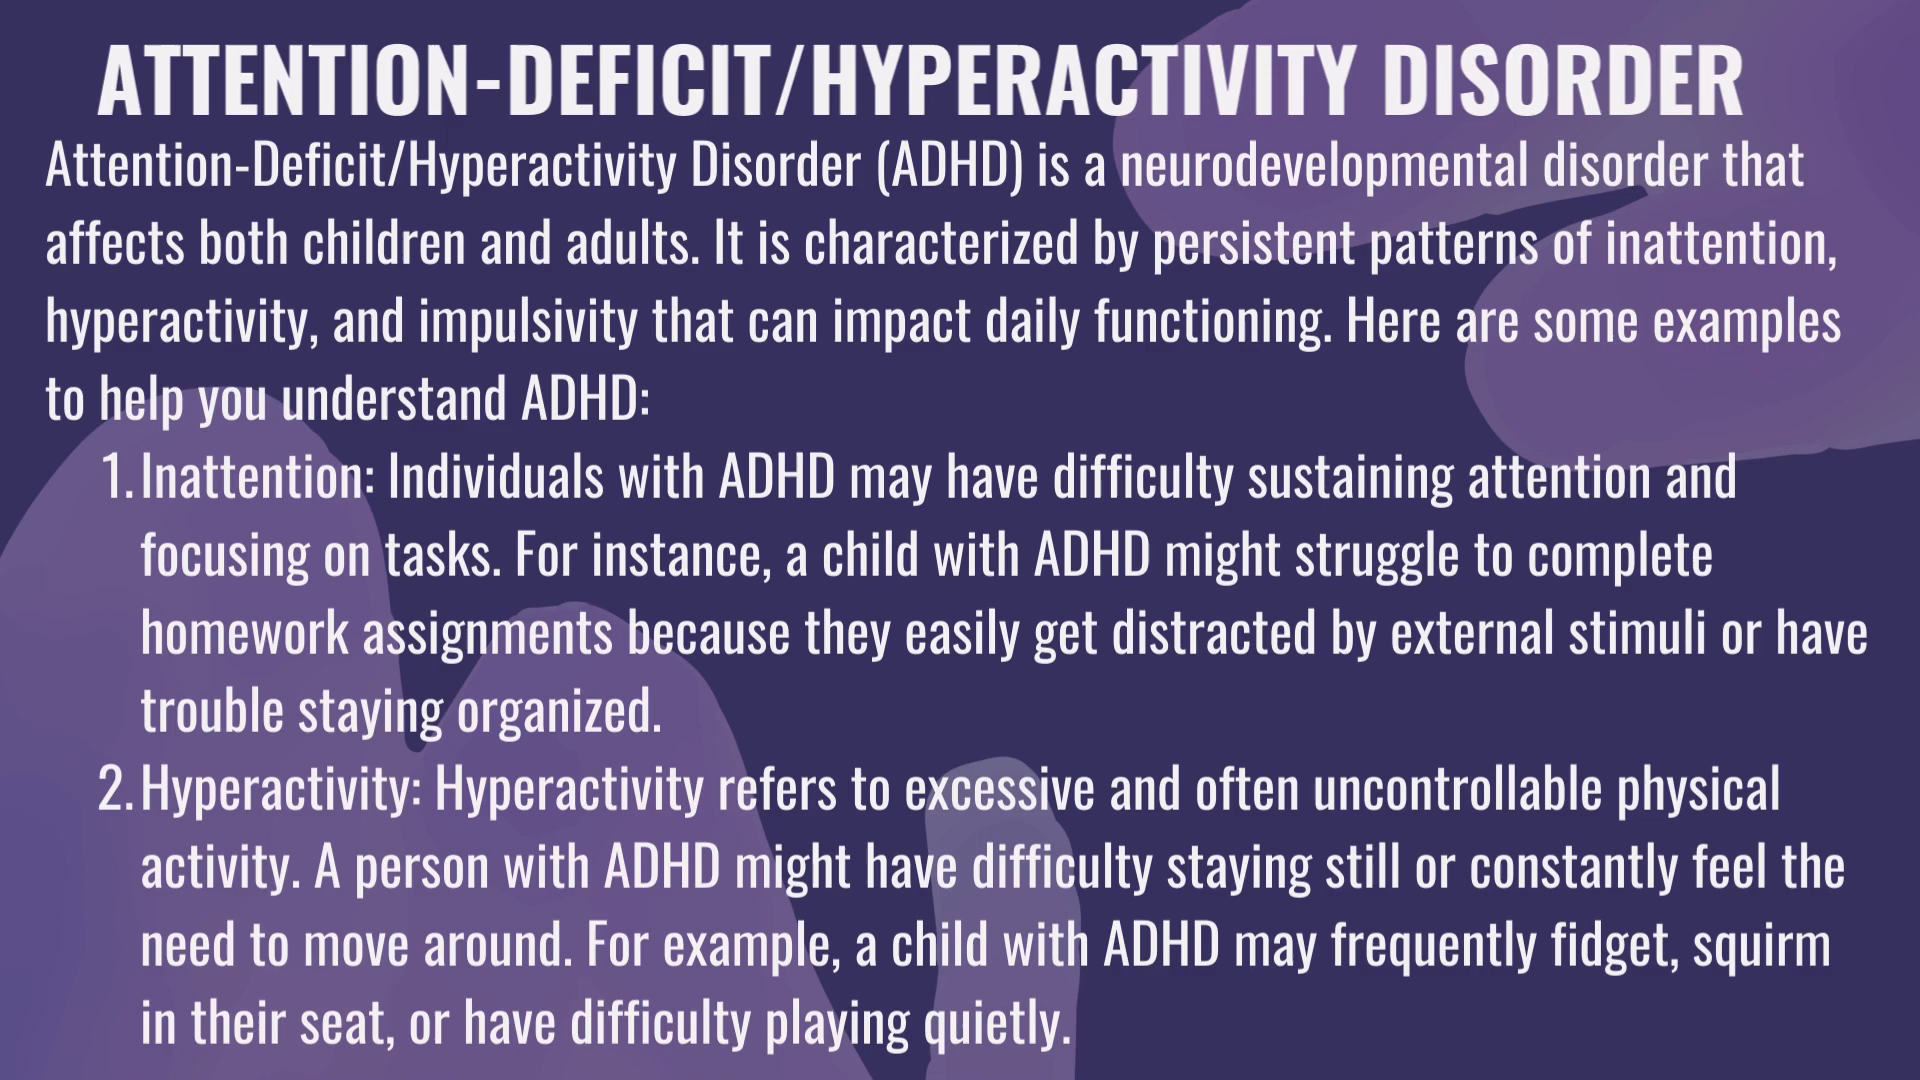 ATTENTION-DEFICIT/HYPERACTIVITY DISORDER
Attention-Deficit/Hyperactivity Disorder (ADHD) is a neurodevelopmental disorder that
affects both children and adults. It is characterized by persistent patterns of inattention,
hyperactivity, and impulsivity that can impact daily functioning. Here are some examples
to help you understand ADHD:
1. Inattention: Individuals with ADHD may have difficulty sustaining attention and
focusing on tasks. For instance, a child with ADHD might struggle to complete
homework assignments because they easily get distracted by external stimuli or have
trouble staying organized.
2. Hyperactivity: Hyperactivity refers to excessive and often uncontrollable physical
activity. A person with ADHD might have difficulty staying still or constantly feel the
need to move around. For example, a child with ADHD may frequently fidget, squirm
in their seat, or have difficulty playing quietly.